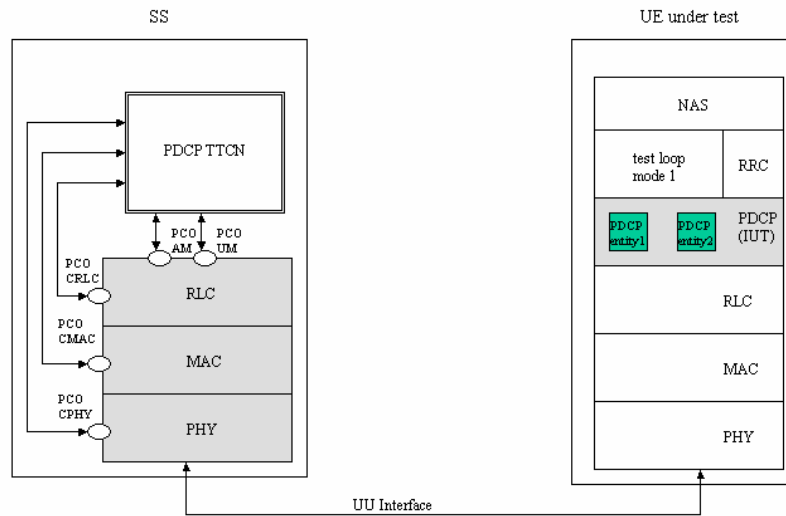 SS
UE under test
PDCP TTCN
PCO
AM
PCO
UM
PCO
CRLC
RLC
PCO
CMAC
MAC
PCO
CPHY
PHY
NAS
test loop
mode 1
RRC
PDCP
entity1
PDCP
entity2
PDCP
(IUT)
RLC
MAC
PHY
UU Interface